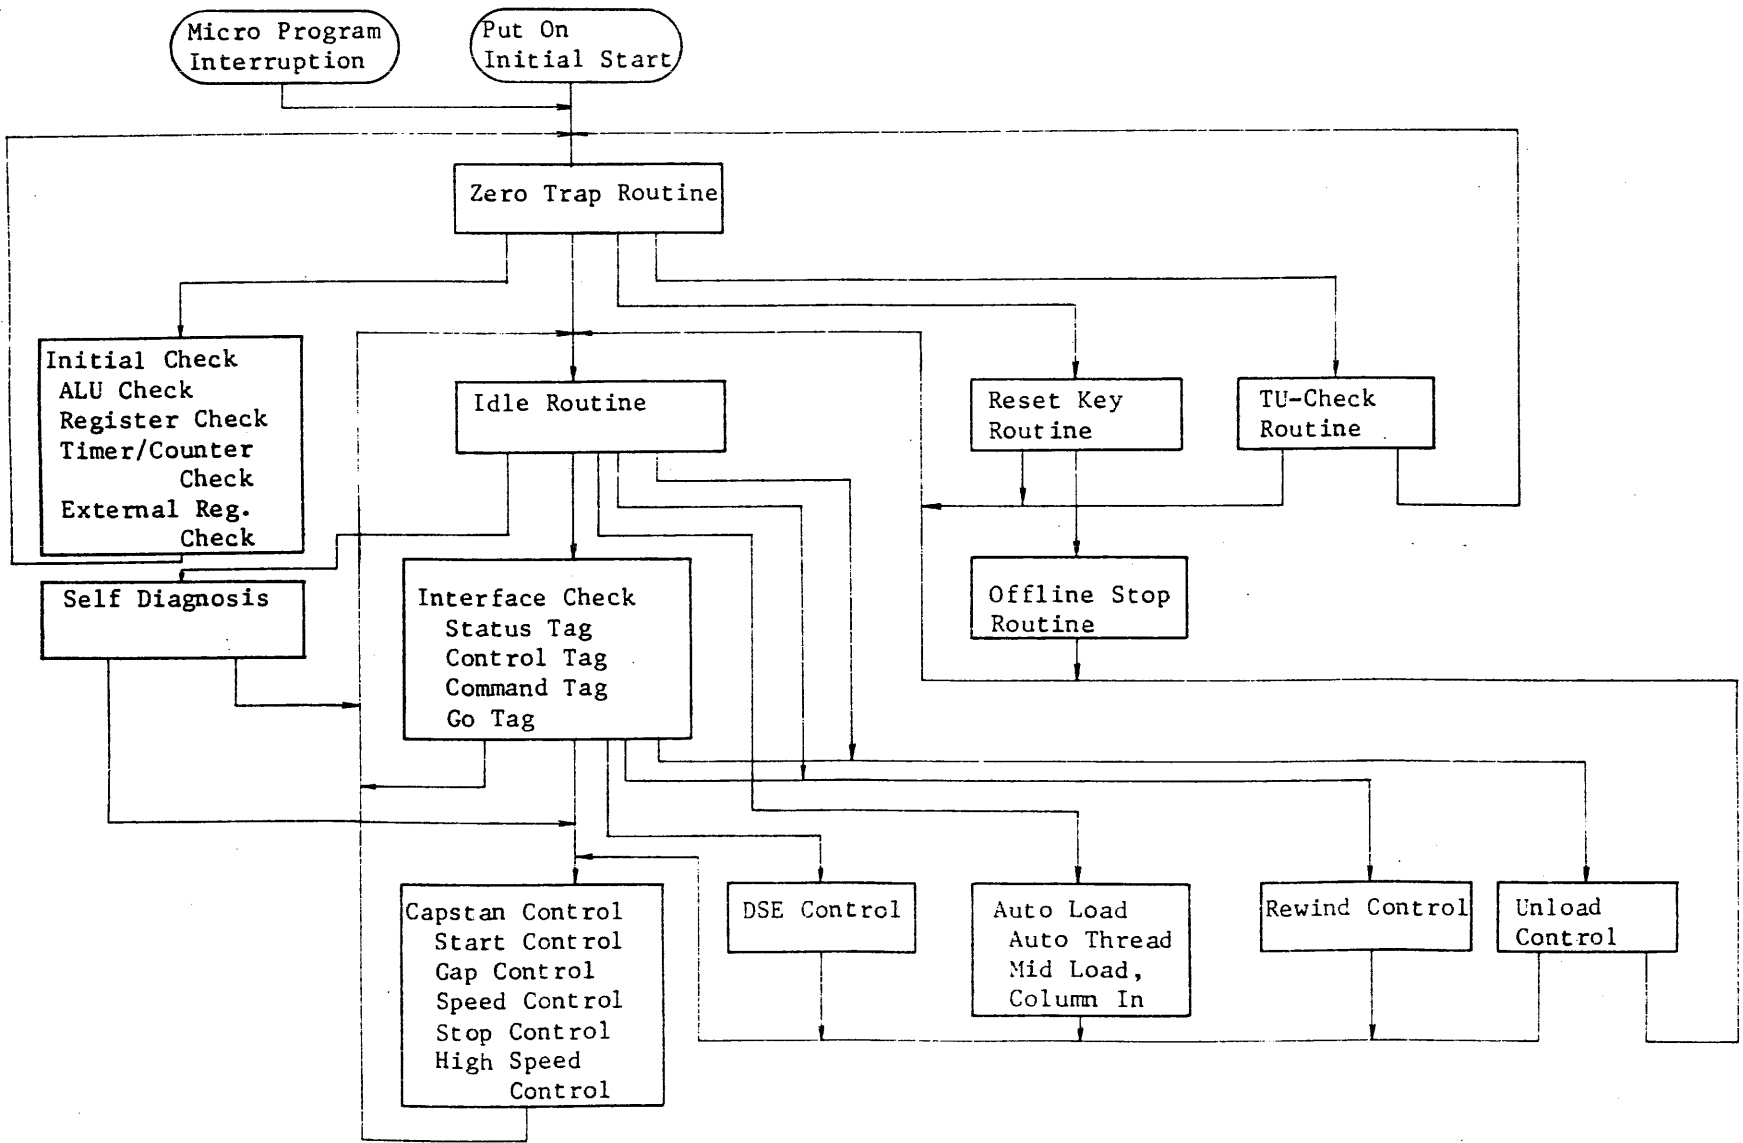 Micro Program
Interruption
Put On
Initial Start
Zero Trap Routine
Initial Check
ALU Check
Register Check
Timer/Counter
Check
External Reg.
Check
Idle Routine
Reset Key
Routine
TU-Check
Routine
Self Diagnosis
Interface Check
Status Tag
Control Tag
Command Tag
Go Tag
Offline Stop
Routine
Capstan Control
Start Control
Gap Control
Speed Control
Stop Control
High Speed
Control
DSE Control
Auto Load
Auto Thread
Mid Load,
Column In
Rewind Control
Unload
Control